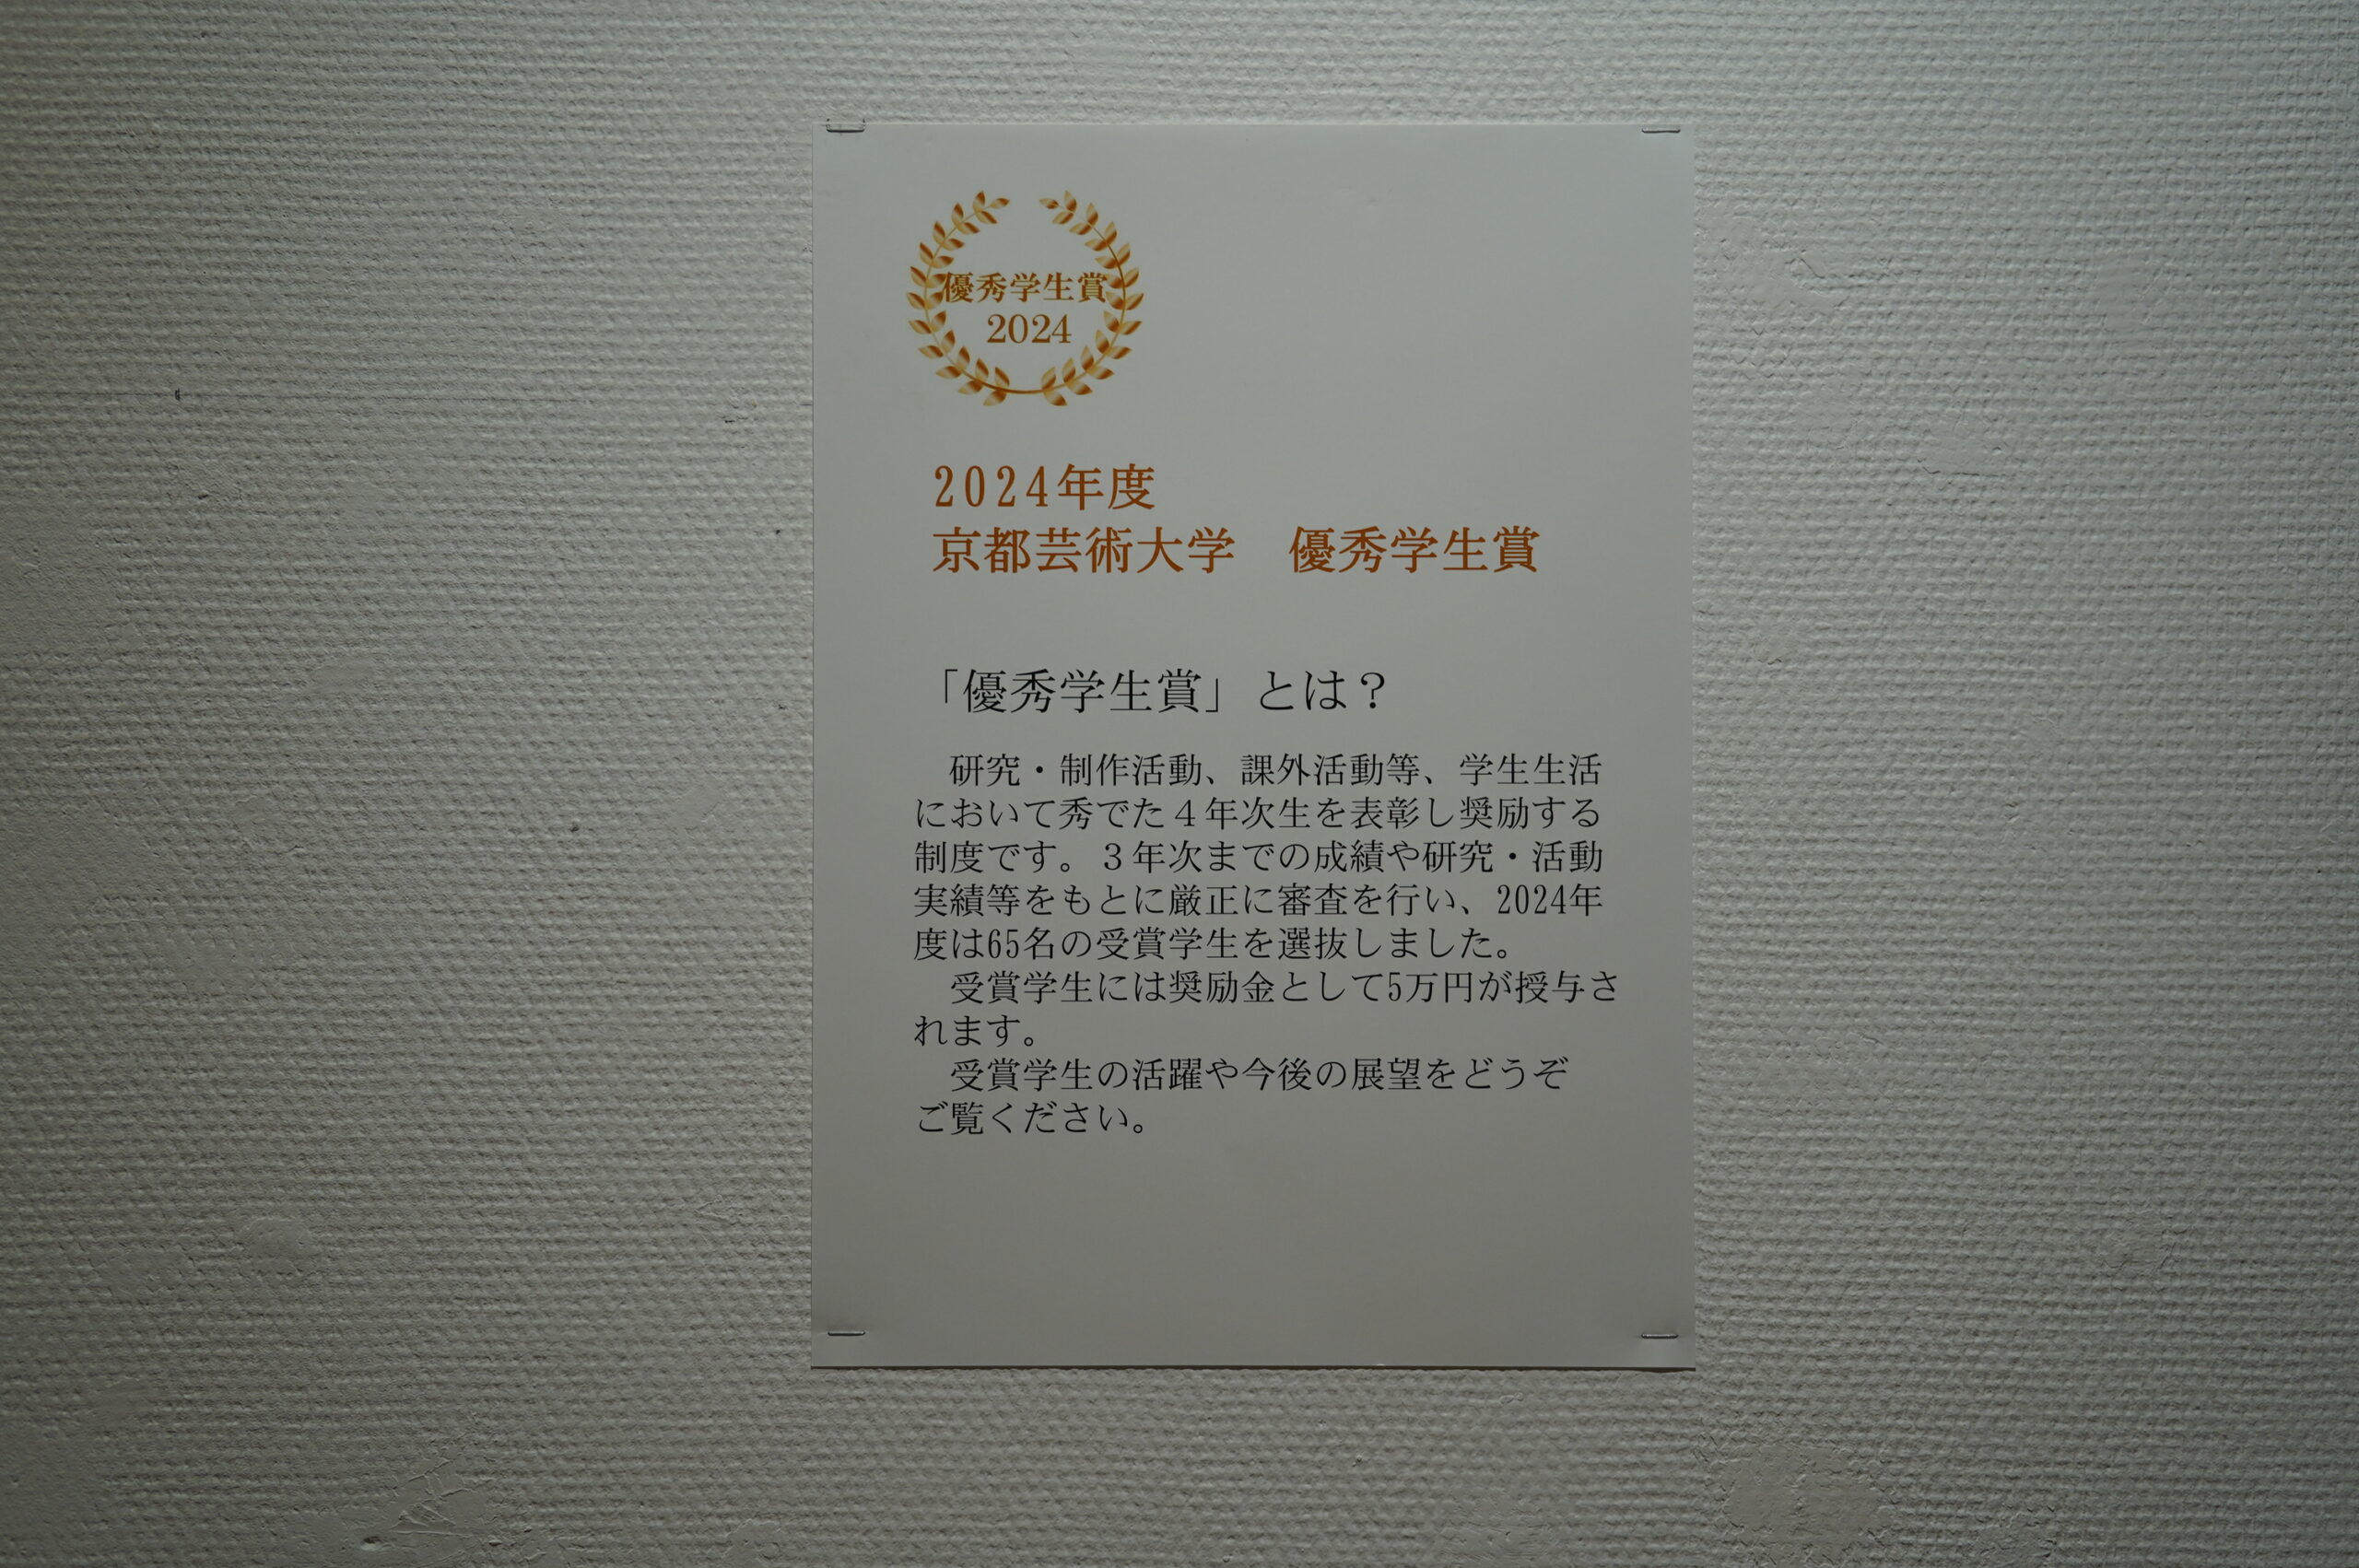 優秀学生賞
2024
2024年度
京都芸術大学　優秀学生賞
「優秀学生賞」とは？
　研究・制作活動、課外活動等、学生生活
において秀でた４年次生を表彰し奨励する
制度です。３年次までの成績や研究・活動
実績等をもとに厳正に審査を行い、2024年
度は65名の受賞学生を選抜しました。
　受賞学生には奨励金として5万円が授与さ
れます。
　受賞学生の活躍や今後の展望をどうぞ
ご覧ください。